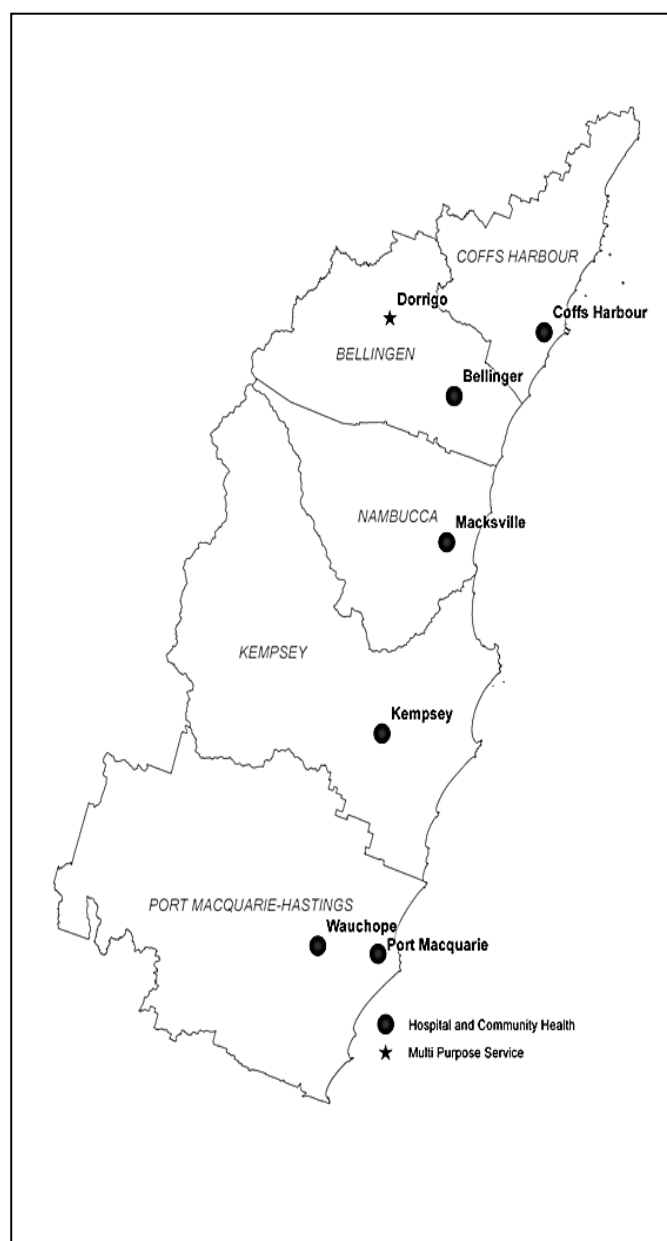 COFFS HARBOUR
Dorrigo
Coffs Harbour
BELLINGEN
Bellinger
NAMBUCCA
Macksville
KEMPSEY
Kempsey
PORT MACQUARIE-HASTINGS
Wauchope
Port Macquarie
Hospital and Community Health
Multi Purpose Service